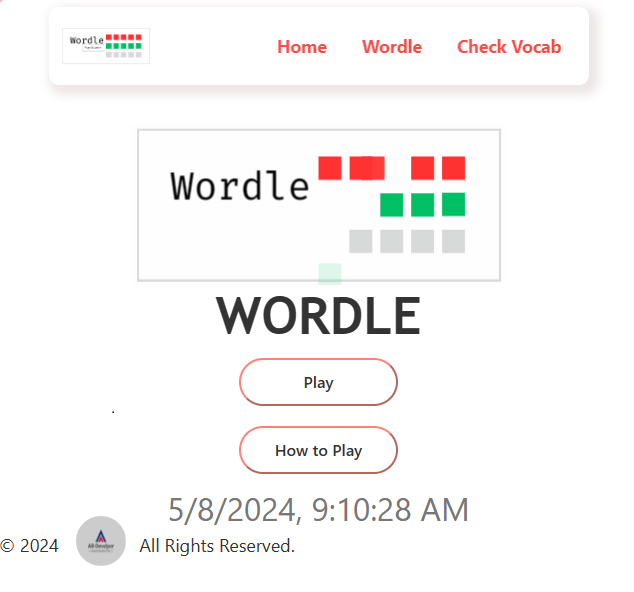 Wordle
Home Wordle Check Vocab
Wordle
WORDLE
Play
.
How to Play
5/8/2024, 9:10:28 AM
© 2024 All Rights Reserved.